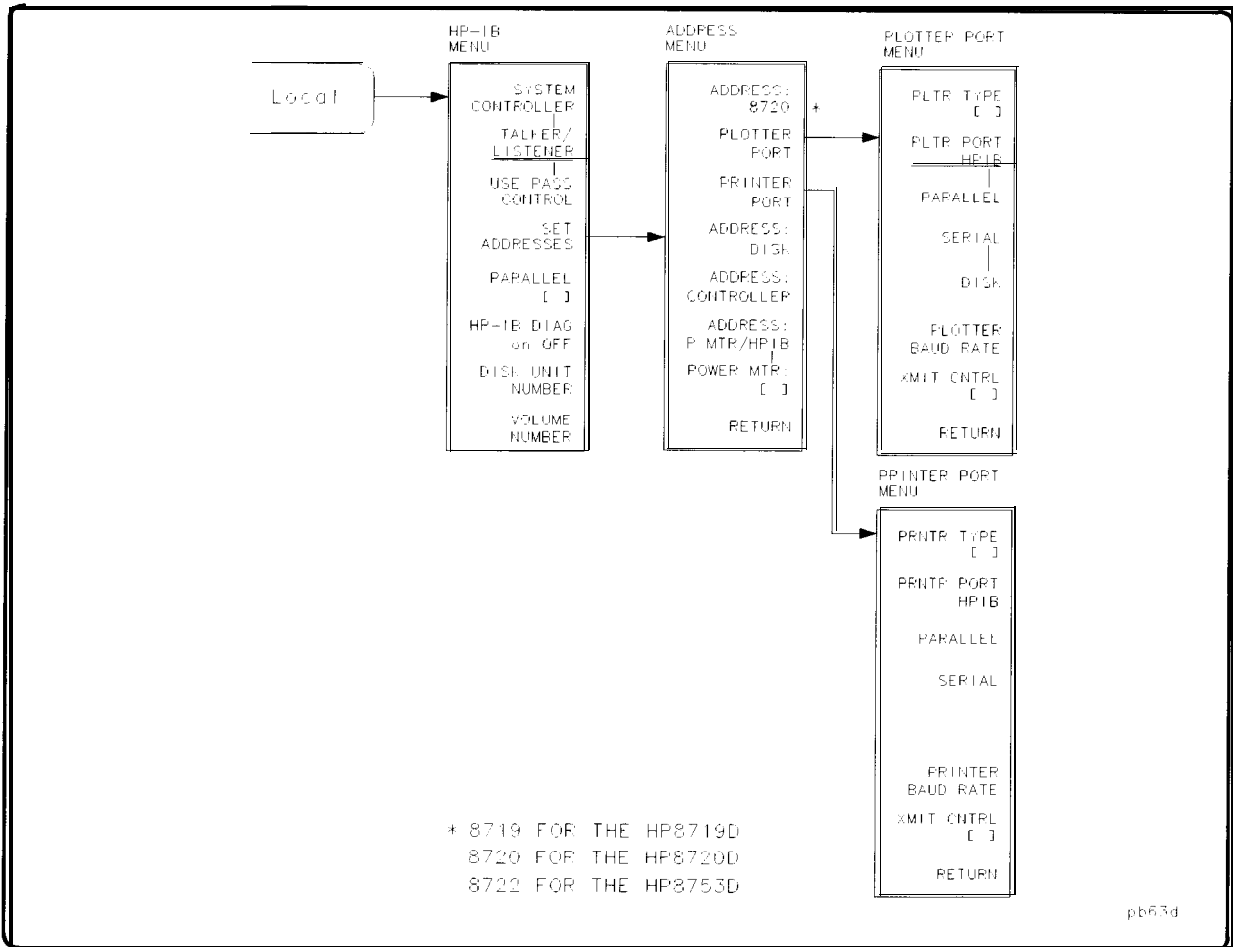 Local
HP-IB
MENU
SYSTEM
CONTROLLER
TALKER/
LISTENER
USE PASS
CONTROL
SET
ADDRESSES
PARALLEL
[ ]
HP-IB DIAG
on OFF
DISK UNIT
NUMBER
VOLUME
NUMBER
ADDRESS
MENU
ADDRESS:
8720 *
PLOTTER
PORT
PRINTER
PORT
ADDRESS:
DISK
ADDRESS:
CONTROLLER
ADDRESS:
P MTR/HPIB
POWER MTR:
[ ]
RETURN
PLOTTER PORT
MENU
PLTR TYPE
[ ]
PLTR PORT
HPIB
PARALLEL
SERIAL
DISK
PLOTTER
BAUD RATE
XMIT CNTRL
[ ]
RETURN
PRINTER PORT
MENU
PRNTR TYPE
[ ]
PRNTR PORT
HPIB
PARALLEL
SERIAL
PRINTER
BAUD RATE
XMIT CNTRL
[ ]
RETURN
* 8719 FOR THE HP8719D
8720 FOR THE HP8720D
8722 FOR THE HP8753D
pb63d